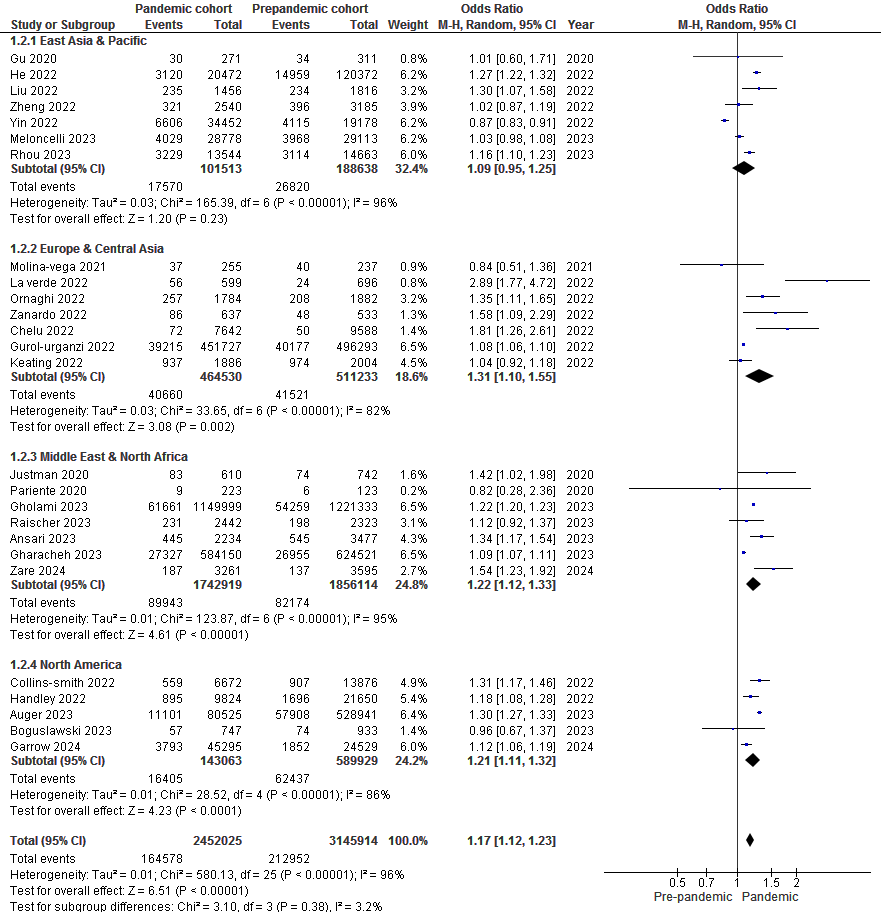 Pandemic cohort Prepandemic cohort Odds Ratio Odds Ratio
Study or Subgroup Events Total Events Total Weight M-H, Random, 95% CI Year M-H, Random, 95% CI
1.2.1 East Asia & Pacific
Gu 2020 30 271 34 311 0.8% 1.01 [0.60, 1.71] 2020
He 2022 3120 20472 14959 120372 6.2% 1.27 [1.22, 1.32] 2022
Liu 2022 235 1456 234 1816 3.4% 1.30 [1.07, 1.58] 2022
Zheng 2022 321 2540 396 3185 4.1% 1.02 [0.87, 1.19] 2022
Yin 2022 6606 34452 4115 19178 6.2% 0.87 [0.83, 0.91] 2022
Meloncelli 2023 4029 28778 3968 29113 6.2% 1.03 [0.98, 1.08] 2023
Rhou 2023 3229 13544 3114 14663 6.0% 1.16 [1.10, 1.23] 2023
Subtotal (95% CI) 101513 188638 32.4% 1.09 [0.95, 1.25]
Total events 17570 26820
Heterogeneity: Tau² = 0.03; Chi² = 165.39, df = 6 (P < 0.00001); I² = 96%
Test for overall effect: Z = 1.20 (P = 0.23)
1.2.2 Europe & Central Asia
Molina-vega 2021 37 255 40 237 0.9% 0.84 [0.51, 1.36] 2021
La verde 2022 56 599 24 696 0.8% 2.89 [1.77, 4.72] 2022
Ornaghi 2022 257 1784 208 1882 3.3% 1.35 [1.11, 1.65] 2022
Zanardo 2022 86 637 48 533 1.3% 1.58 [1.09, 2.29] 2022
Chelu 2022 72 7642 50 9588 1.4% 1.81 [1.26, 2.61] 2022
Gurol-urganzi 2022 39215 451727 40177 496293 6.5% 1.08 [1.06, 1.10] 2022
Keating 2022 937 1886 974 2004 4.6% 1.04 [0.92, 1.18] 2022
Subtotal (95% CI) 464530 511233 18.6% 1.31 [1.10, 1.55]
Total events 40660 41521
Heterogeneity: Tau² = 0.03; Chi² = 33.65, df = 6 (P < 0.00001); I² = 82%
Test for overall effect: Z = 3.08 (P = 0.002)
1.2.3 Middle East & North Africa
Justman 2020 83 610 74 742 1.6% 1.42 [1.02, 1.98] 2020
Pariente 2020 9 223 6 123 0.2% 0.82 [0.28, 2.36] 2020
Gholami 2023 61661 1149999 54259 1221333 6.5% 1.22 [1.20, 1.23] 2023
Raischer 2023 231 2442 198 2323 3.4% 1.12 [0.92, 1.37] 2023
Ansari 2023 445 2234 545 3477 4.6% 1.34 [1.17, 1.54] 2023
Gharacheh 2023 27327 584150 26955 624521 6.4% 1.09 [1.07, 1.11] 2023
Zare 2024 187 3261 137 3595 2.7% 1.54 [1.23, 1.92] 2024
Subtotal (95% CI) 1742919 1856114 24.8% 1.22 [1.12, 1.33]
Total events 89943 82174
Heterogeneity: Tau² = 0.01; Chi² = 123.87, df = 6 (P < 0.00001); I² = 95%
Test for overall effect: Z = 4.61 (P < 0.00001)
1.2.4 North America
Collins-smith 2022 559 6672 907 13876 4.9% 1.31 [1.17, 1.46] 2022
Handley 2022 895 9824 1696 21650 5.4% 1.18 [1.08, 1.28] 2022
Auger 2023 11101 80525 57908 528941 6.4% 1.30 [1.27, 1.33] 2023
Boguslawski 2023 57 747 74 933 1.4% 0.96 [0.67, 1.37] 2023
Garrow 2024 3793 45295 1852 24529 6.0% 1.12 [1.06, 1.19] 2024
Subtotal (95% CI) 143063 589929 24.2% 1.21 [1.11, 1.32]
Total events 16405 62437
Heterogeneity: Tau² = 0.01; Chi² = 28.52, df = 4 (P < 0.00001); I² = 86%
Test for overall effect: Z = 4.23 (P < 0.0001)
Total (95% CI) 2452025 3145914 100.0% 1.17 [1.12, 1.23]
Total events 164578 212952
Heterogeneity: Tau² = 0.01; Chi² = 580.13, df = 25 (P < 0.00001); I² = 96%
Test for overall effect: Z = 6.51 (P < 0.00001)
Test for subgroup differences: Chi² = 3.10, df = 3 (P = 0.38), I² = 3.2%
0.5 0.7 1 1.5 2
Pre-pandemic Pandemic